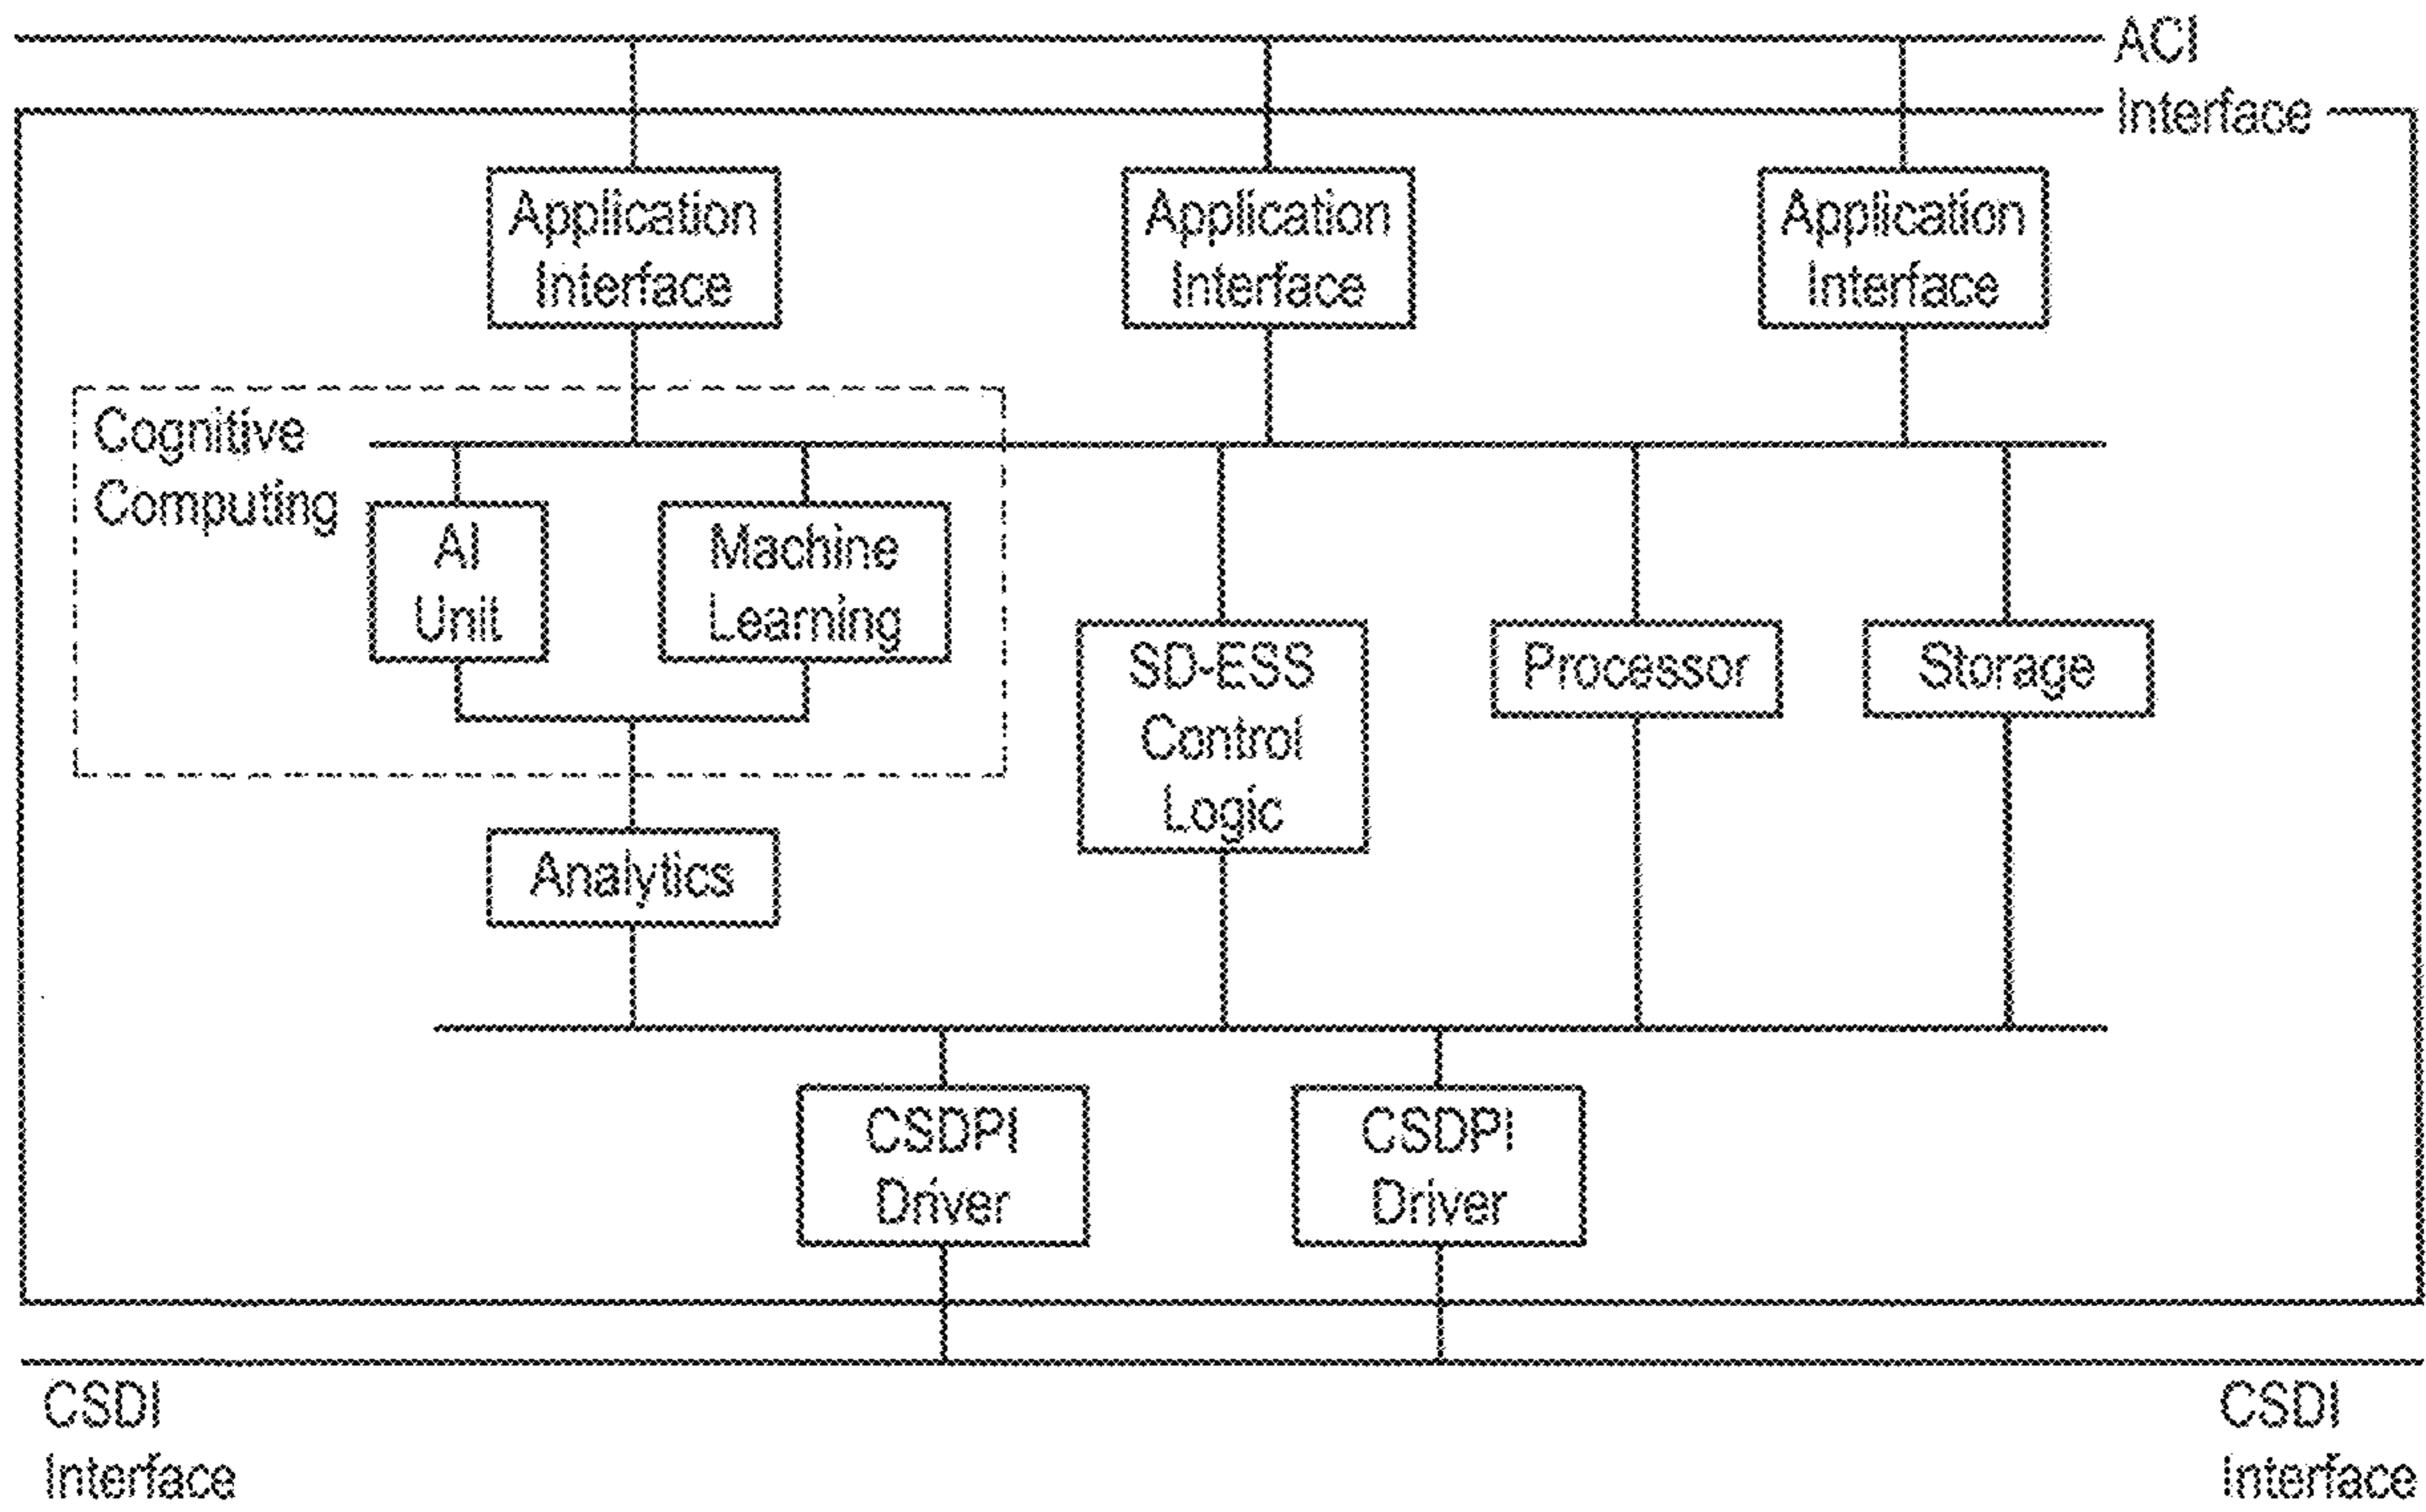 ACI
Interface
Application
Interface
Application
Interface
Application
Interface
Cognitive
Computing
AI
Unit
Machine
Learning
SD-ESS
Control
Logic
Processor
Storage
Analytics
CSDPI
Driver
CSDPI
Driver
CSDI
Interface
CSDI
Interface